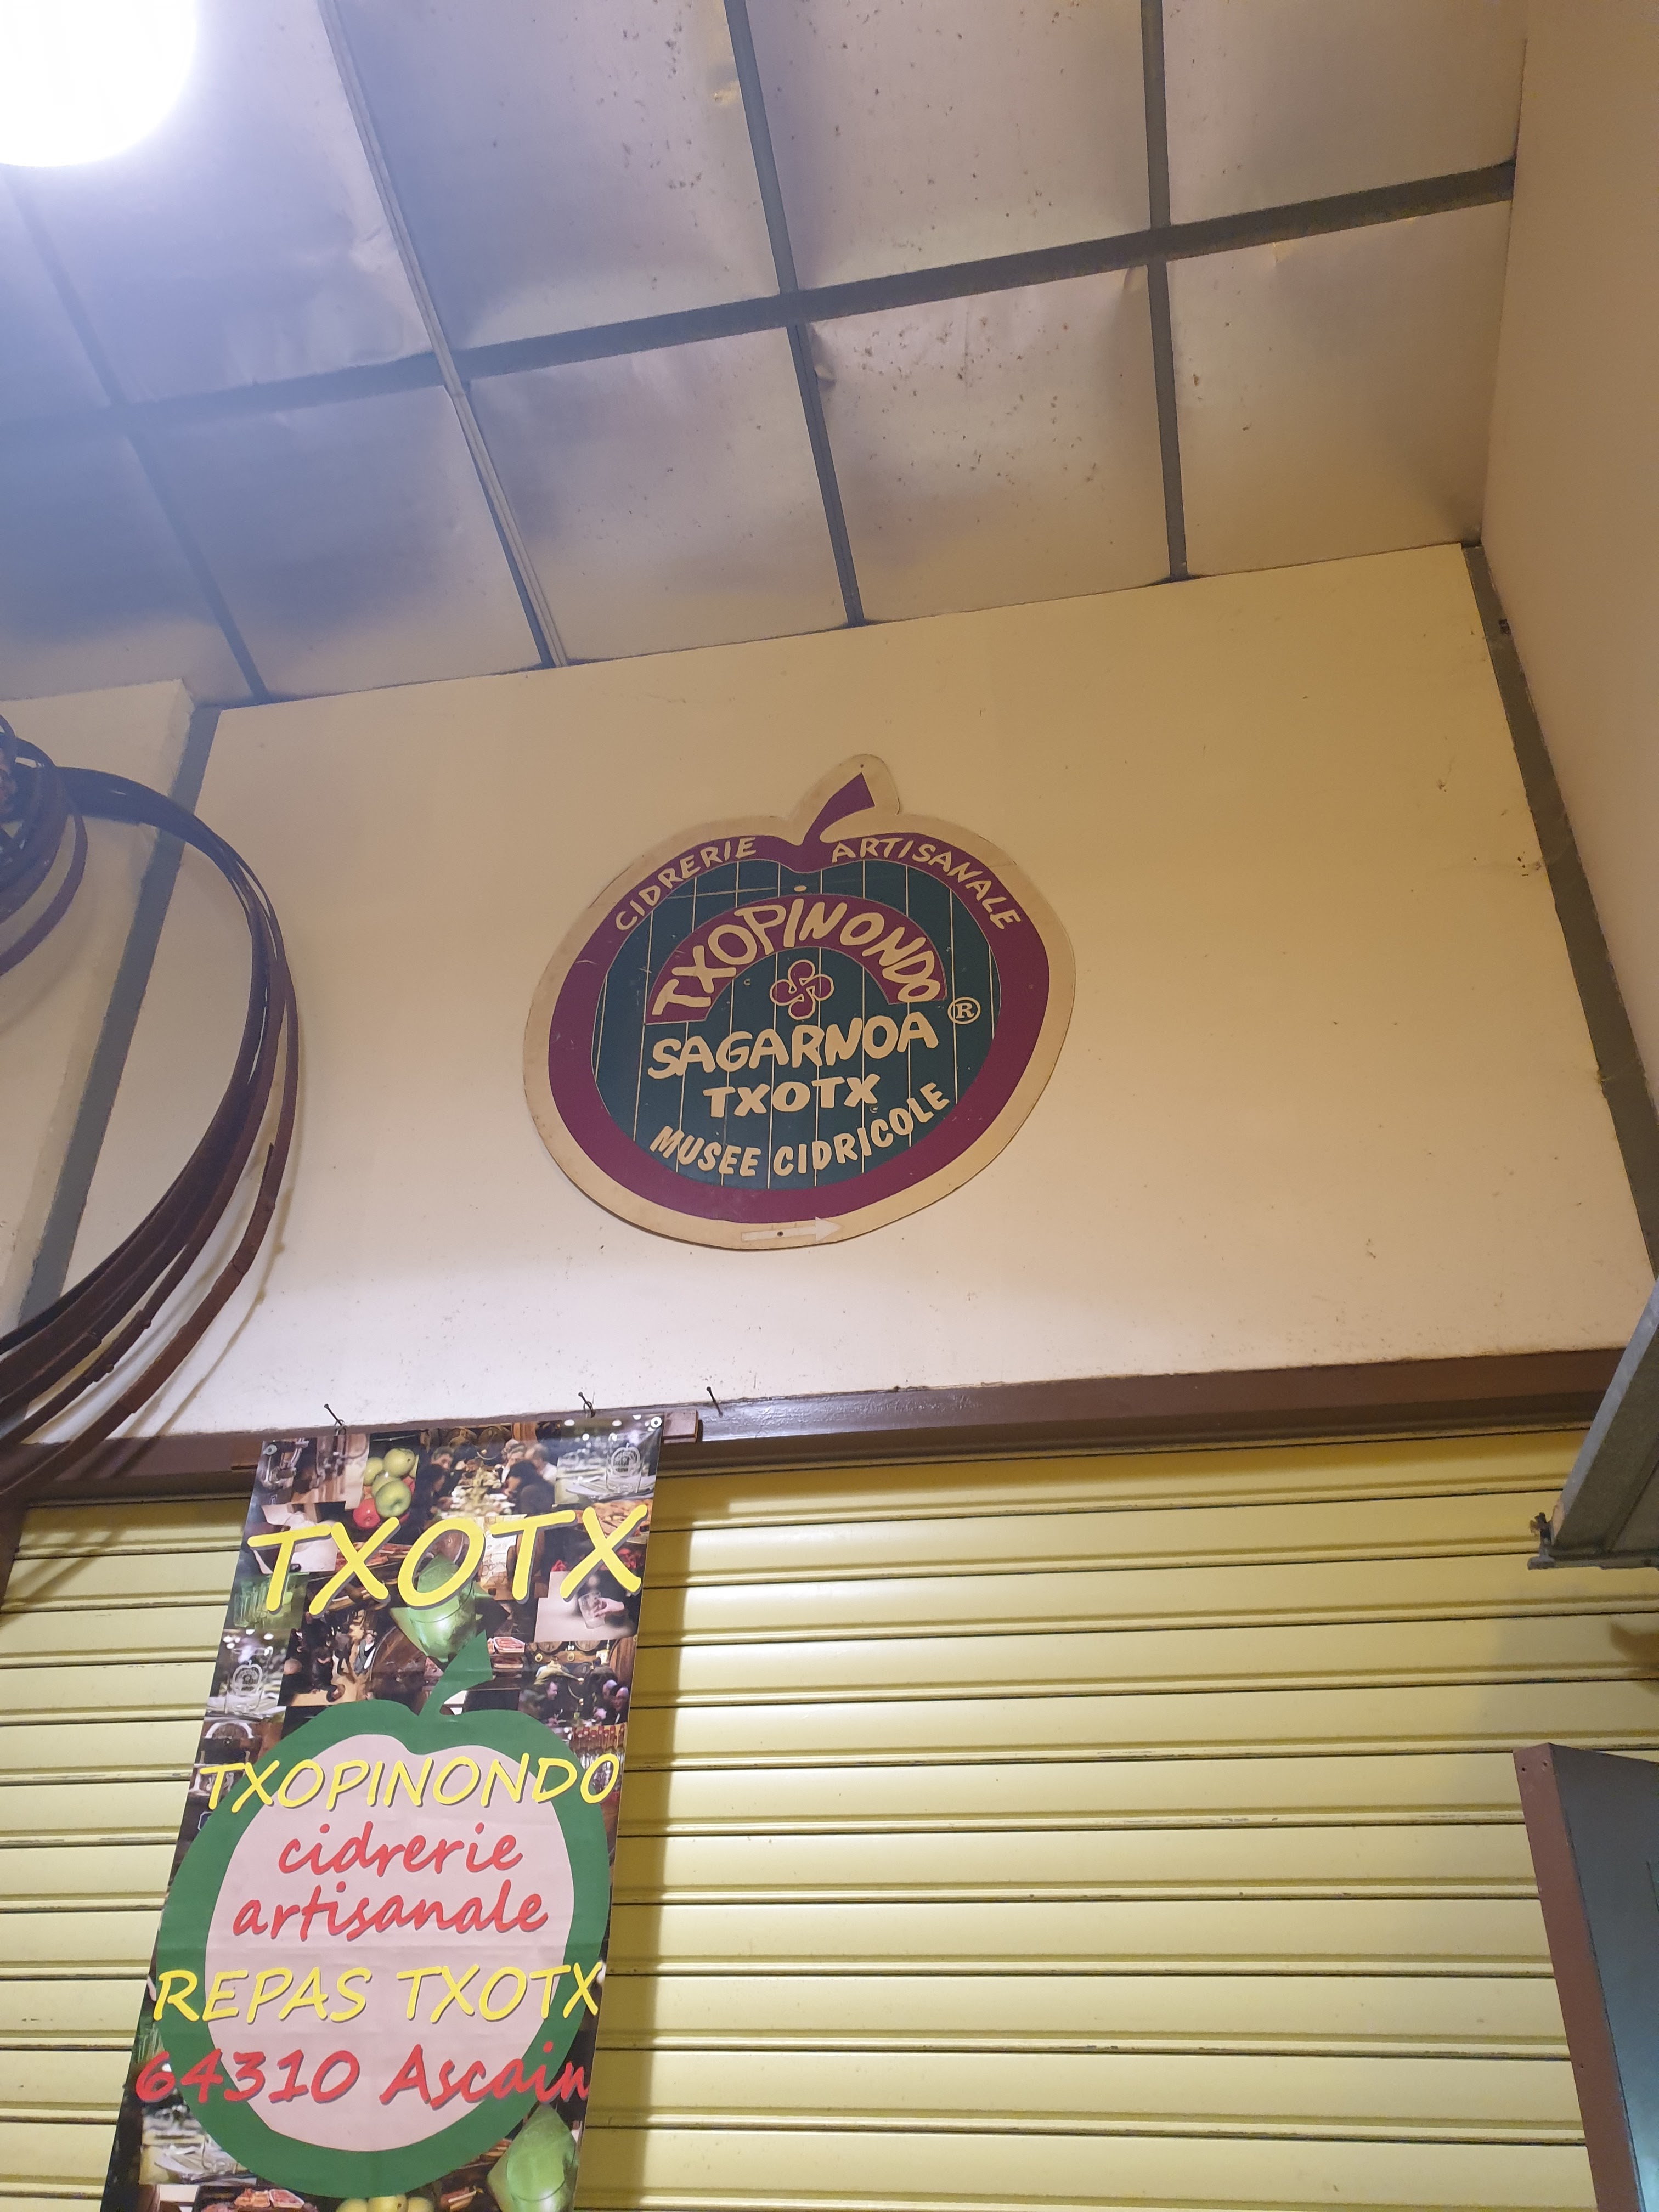 CIDRERIE ARTISANALE
TXOPINONDO
SAGARNOA ®
TXOTX
MUSEE CIDRICOLE
TXOTX
TXOPINONDO
cidrerie
artisanale
REPAS TXOTX
64310 Ascain